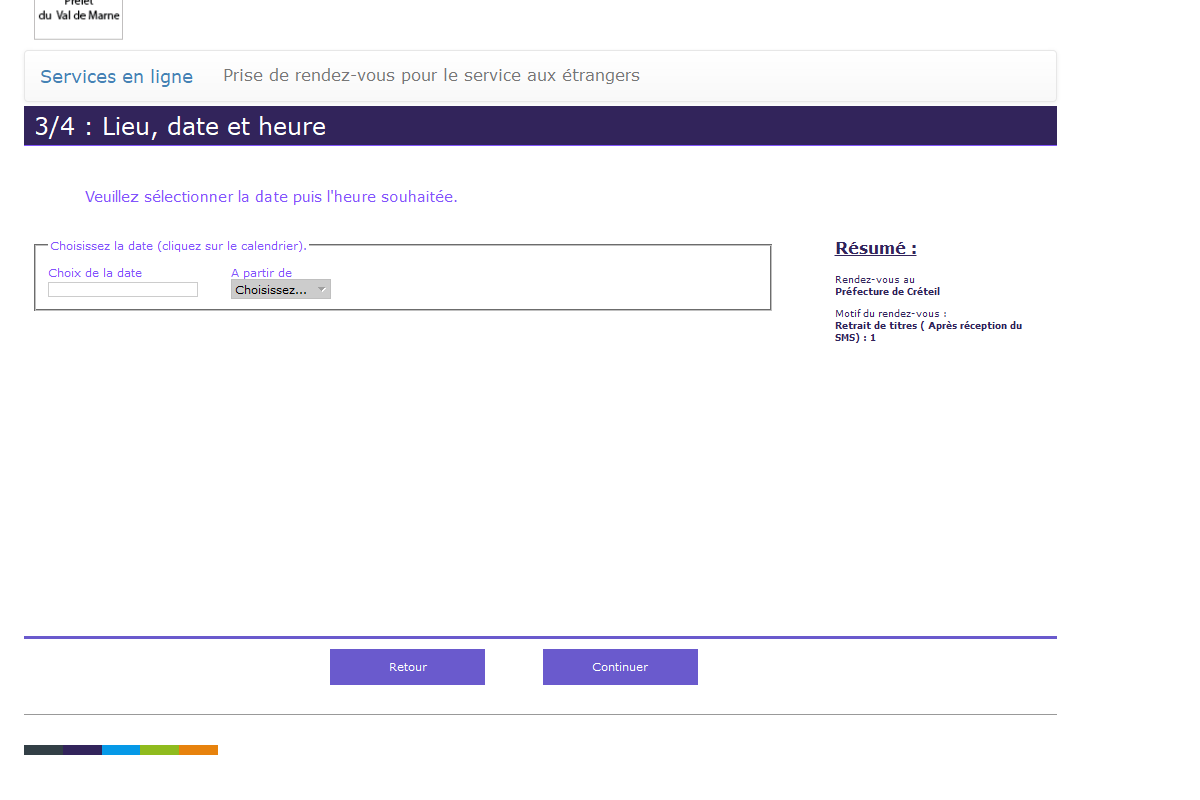 Préfet
du Val de Marne
Services en ligne
Prise de rendez-vous pour le service aux étrangers
3/4 : Lieu, date et heure
Veuillez sélectionner la date puis l'heure souhaitée.
Choisissez la date (cliquez sur le calendrier).
Choix de la date
A partir de
Choisissez...
Résumé :
Rendez-vous au
Préfecture de Créteil
Motif du rendez-vous :
Retrait de titres ( Après réception du
SMS) : 1
Retour
Continuer